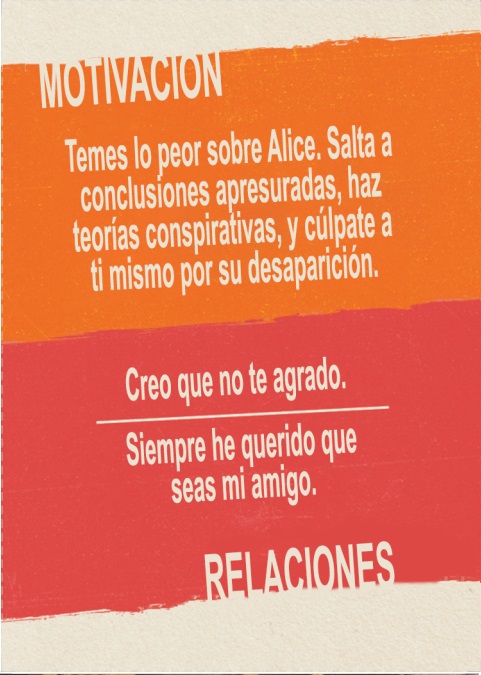 MOTIVACIÓN
Temes lo peor sobre Alice. Salta a
conclusiones apresuradas, haz
teorías conspirativas, y cúlpate a
ti mismo por su desaparición.
Creo que no te agrado.
Siempre he querido que
seas mi amigo.
RELACIONES